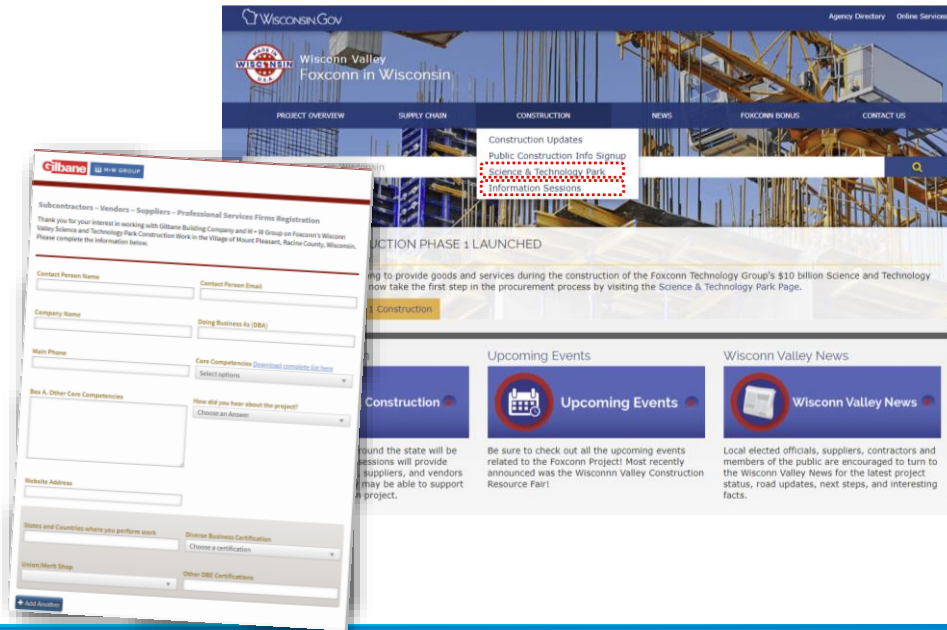 WISCONSIN.GOV
Agency Directory Online Services
MADE IN
WISCONSIN
U.S.A.
Wisconn Valley
Foxconn in Wisconsin
PROJECT OVERVIEW SUPPLY CHAIN CONSTRUCTION NEWS FOXCONN BONUS CONTACT US
Construction Updates
Public Construction Info Signup
Science & Technology Park
Information Sessions
UCTION PHASE 1 LAUNCHED
ng to provide goods and services during the construction of the Foxconn Technology Group's $10 billion Science and Technology
now take the first step in the procurement process by visiting the Science & Technology Park Page.
1 Construction
Construction
round the state will be
sessions will provide
, suppliers, and vendors
may be able to support
n project.
Upcoming Events
Upcoming Events
Be sure to check out all the upcoming events
related to the Foxconn Project! Most recently
announced was the Wisconnn Valley Construction
Resource Fair!
Wisconn Valley News
Wisconn Valley News
Local elected officials, suppliers, contractors and
members of the public are encouraged to turn to
the Wisconn Valley News for the latest project
status, road updates, next steps, and interesting
facts.
Gilbane M+W GROUP
Subcontractors – Vendors – Suppliers – Professional Services Firms Registration
Thank you for your interest in working with Gilbane Building Company and M + W Group on Foxconn's Wisconn
Valley Science and Technology Park Construction Work in the Village of Mount Pleasant, Racine County, Wisconsin.
Please complete the information below.
Contact Person Name
Contact Person Email
Company Name
Doing Business As (DBA)
Main Phone
Core Competencies Download complete list here
Select options
Box A. Other Core Competencies
How did you hear about the project?
Choose an Answer
Website Address
States and Countries where you perform work
Diverse Business Certification
Choose a certification
Union/Merit Shop
Other DBE Certifications
+ Add Another